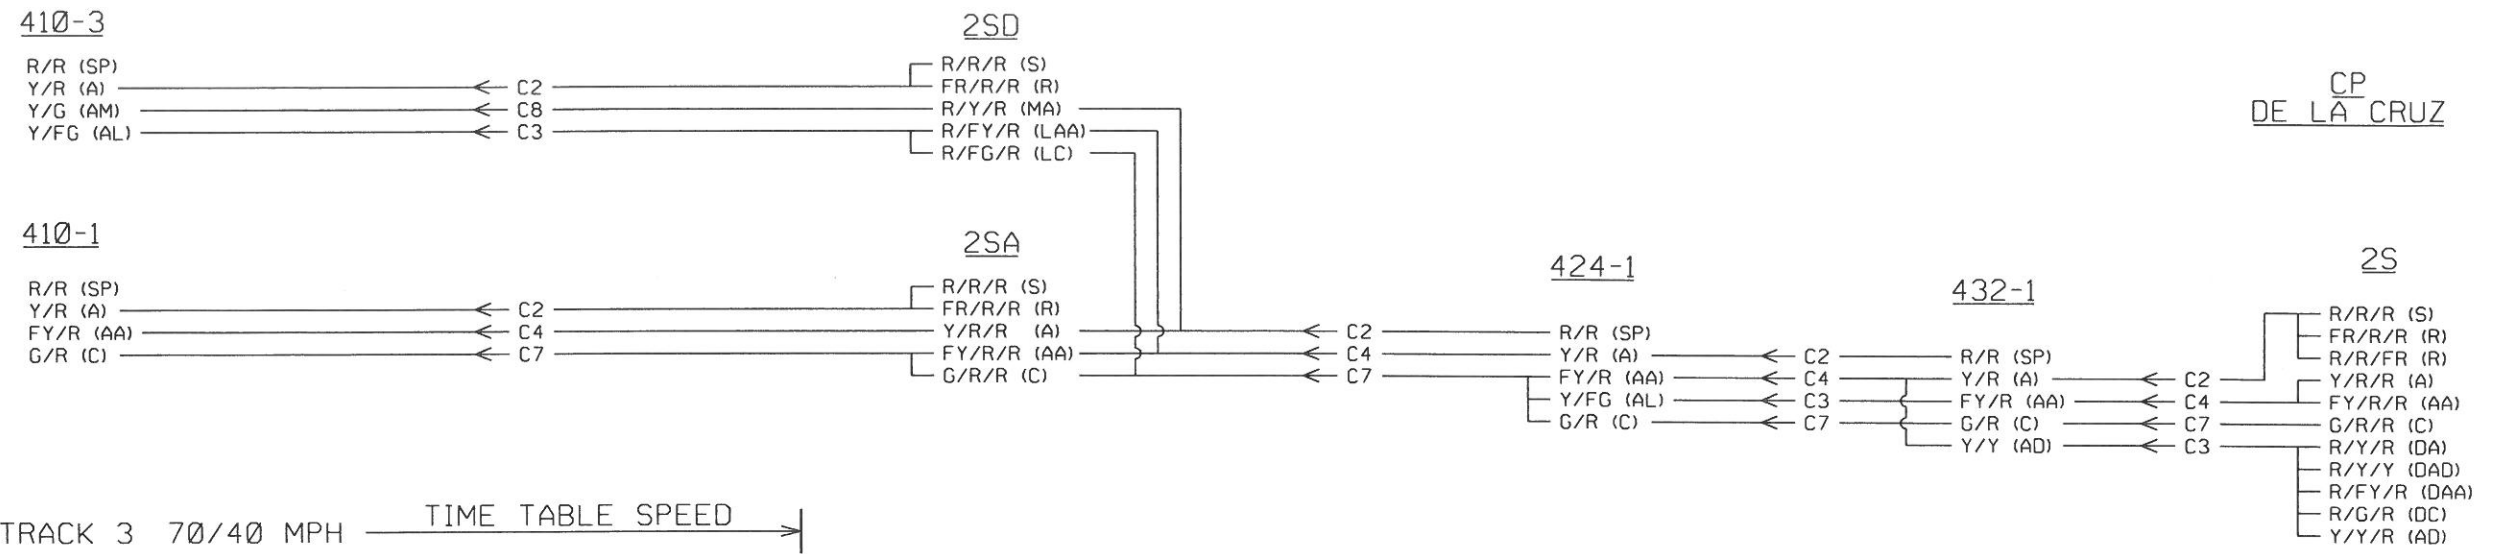 410-3
R/R (SP)
Y/R (A)
Y/G (AM)
Y/FG (AL)
C2
C8
C3
2SD
R/R/R (S)
FR/R/R (R)
R/Y/R (MA)
R/FY/R (LAA)
R/FG/R (LC)
CP
DE LA CRUZ
410-1
R/R (SP)
Y/R (A)
FY/R (AA)
G/R (C)
C2
C4
C7
2SA
R/R/R (S)
FR/R/R (R)
Y/R/R (A)
FY/R/R (AA)
G/R/R (C)
C2
C4
C7
424-1
R/R (SP)
Y/R (A)
FY/R (AA)
Y/FG (AL)
G/R (C)
C2
C4
C3
C7
432-1
R/R (SP)
Y/R (A)
FY/R (AA)
G/R (C)
Y/Y (AD)
C2
C4
C7
C3
2S
R/R/R (S)
FR/R/R (R)
R/R/FR (R)
Y/R/R (A)
FY/R/R (AA)
G/R/R (C)
R/Y/R (DA)
R/Y/Y (DAD)
R/FY/R (DAA)
R/G/R (DC)
Y/Y/R (AD)
TRACK 3 70/40 MPH
TIME TABLE SPEED